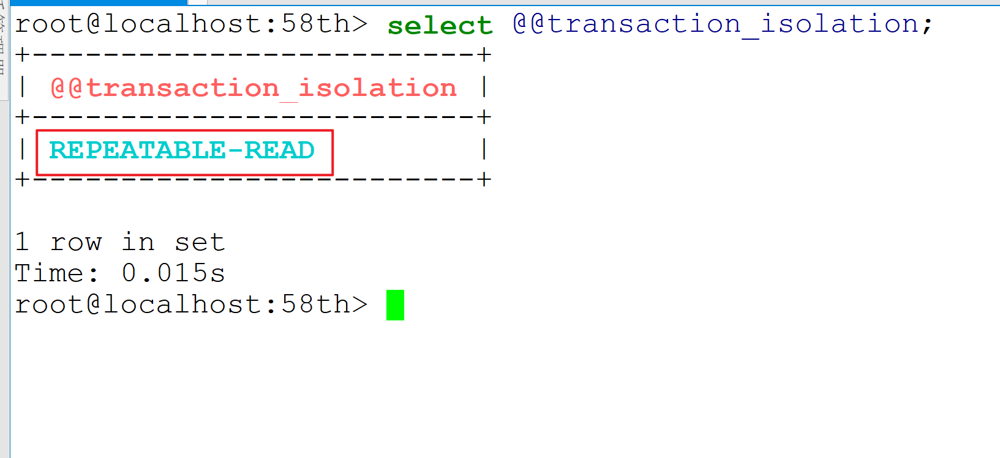 root@localhost:58th> select @@transaction_isolation;
+-------------------------+
| @@transaction_isolation |
+-------------------------+
| REPEATABLE-READ         |
+-------------------------+
1 row in set
Time: 0.015s
root@localhost:58th>